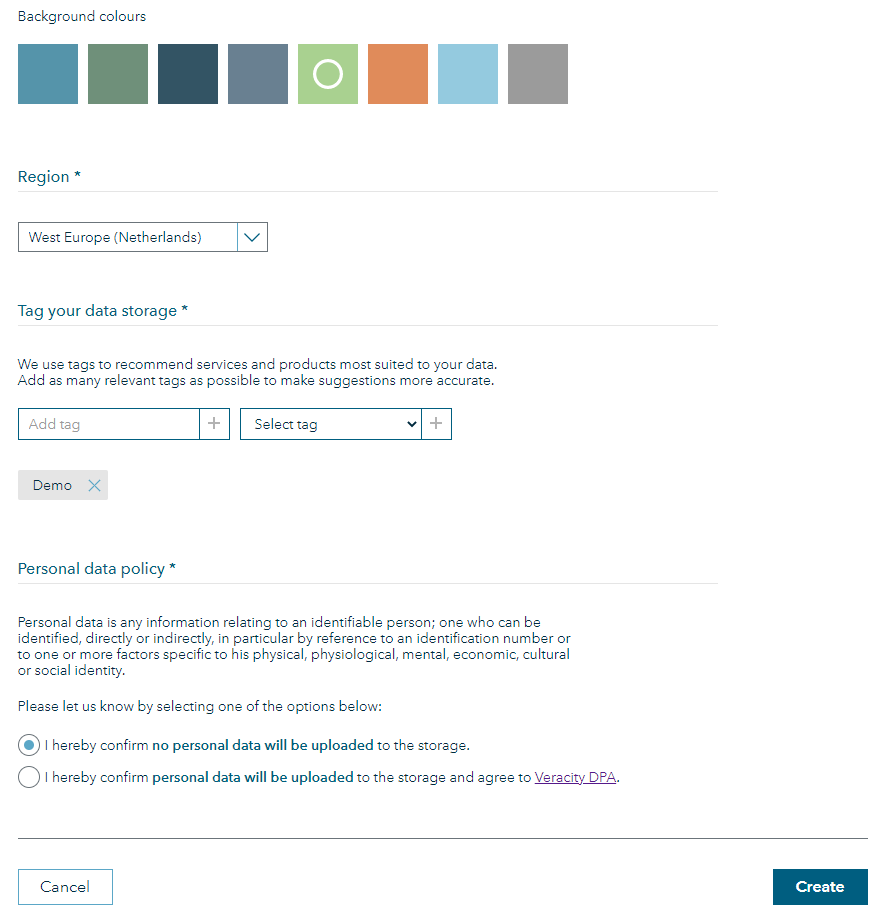 Background colours
Region *
West Europe (Netherlands)
Tag your data storage *
We use tags to recommend services and products most suited to your data.
Add as many relevant tags as possible to make suggestions more accurate.
Add tag + Select tag +
Demo
Personal data policy *
Personal data is any information relating to an identifiable person; one who can be
identified, directly or indirectly, in particular by reference to an identification number or
to one or more factors specific to his physical, physiological, mental, economic, cultural
or social identity.
Please let us know by selecting one of the options below:
I hereby confirm no personal data will be uploaded to the storage.
I hereby confirm personal data will be uploaded to the storage and agree to Veracity DPA.
Cancel Create